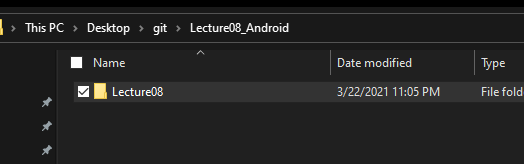 This PC > Desktop > git > Lecture08_Android
Name Date modified Type
Lecture08 3/22/2021 11:05 PM File fold